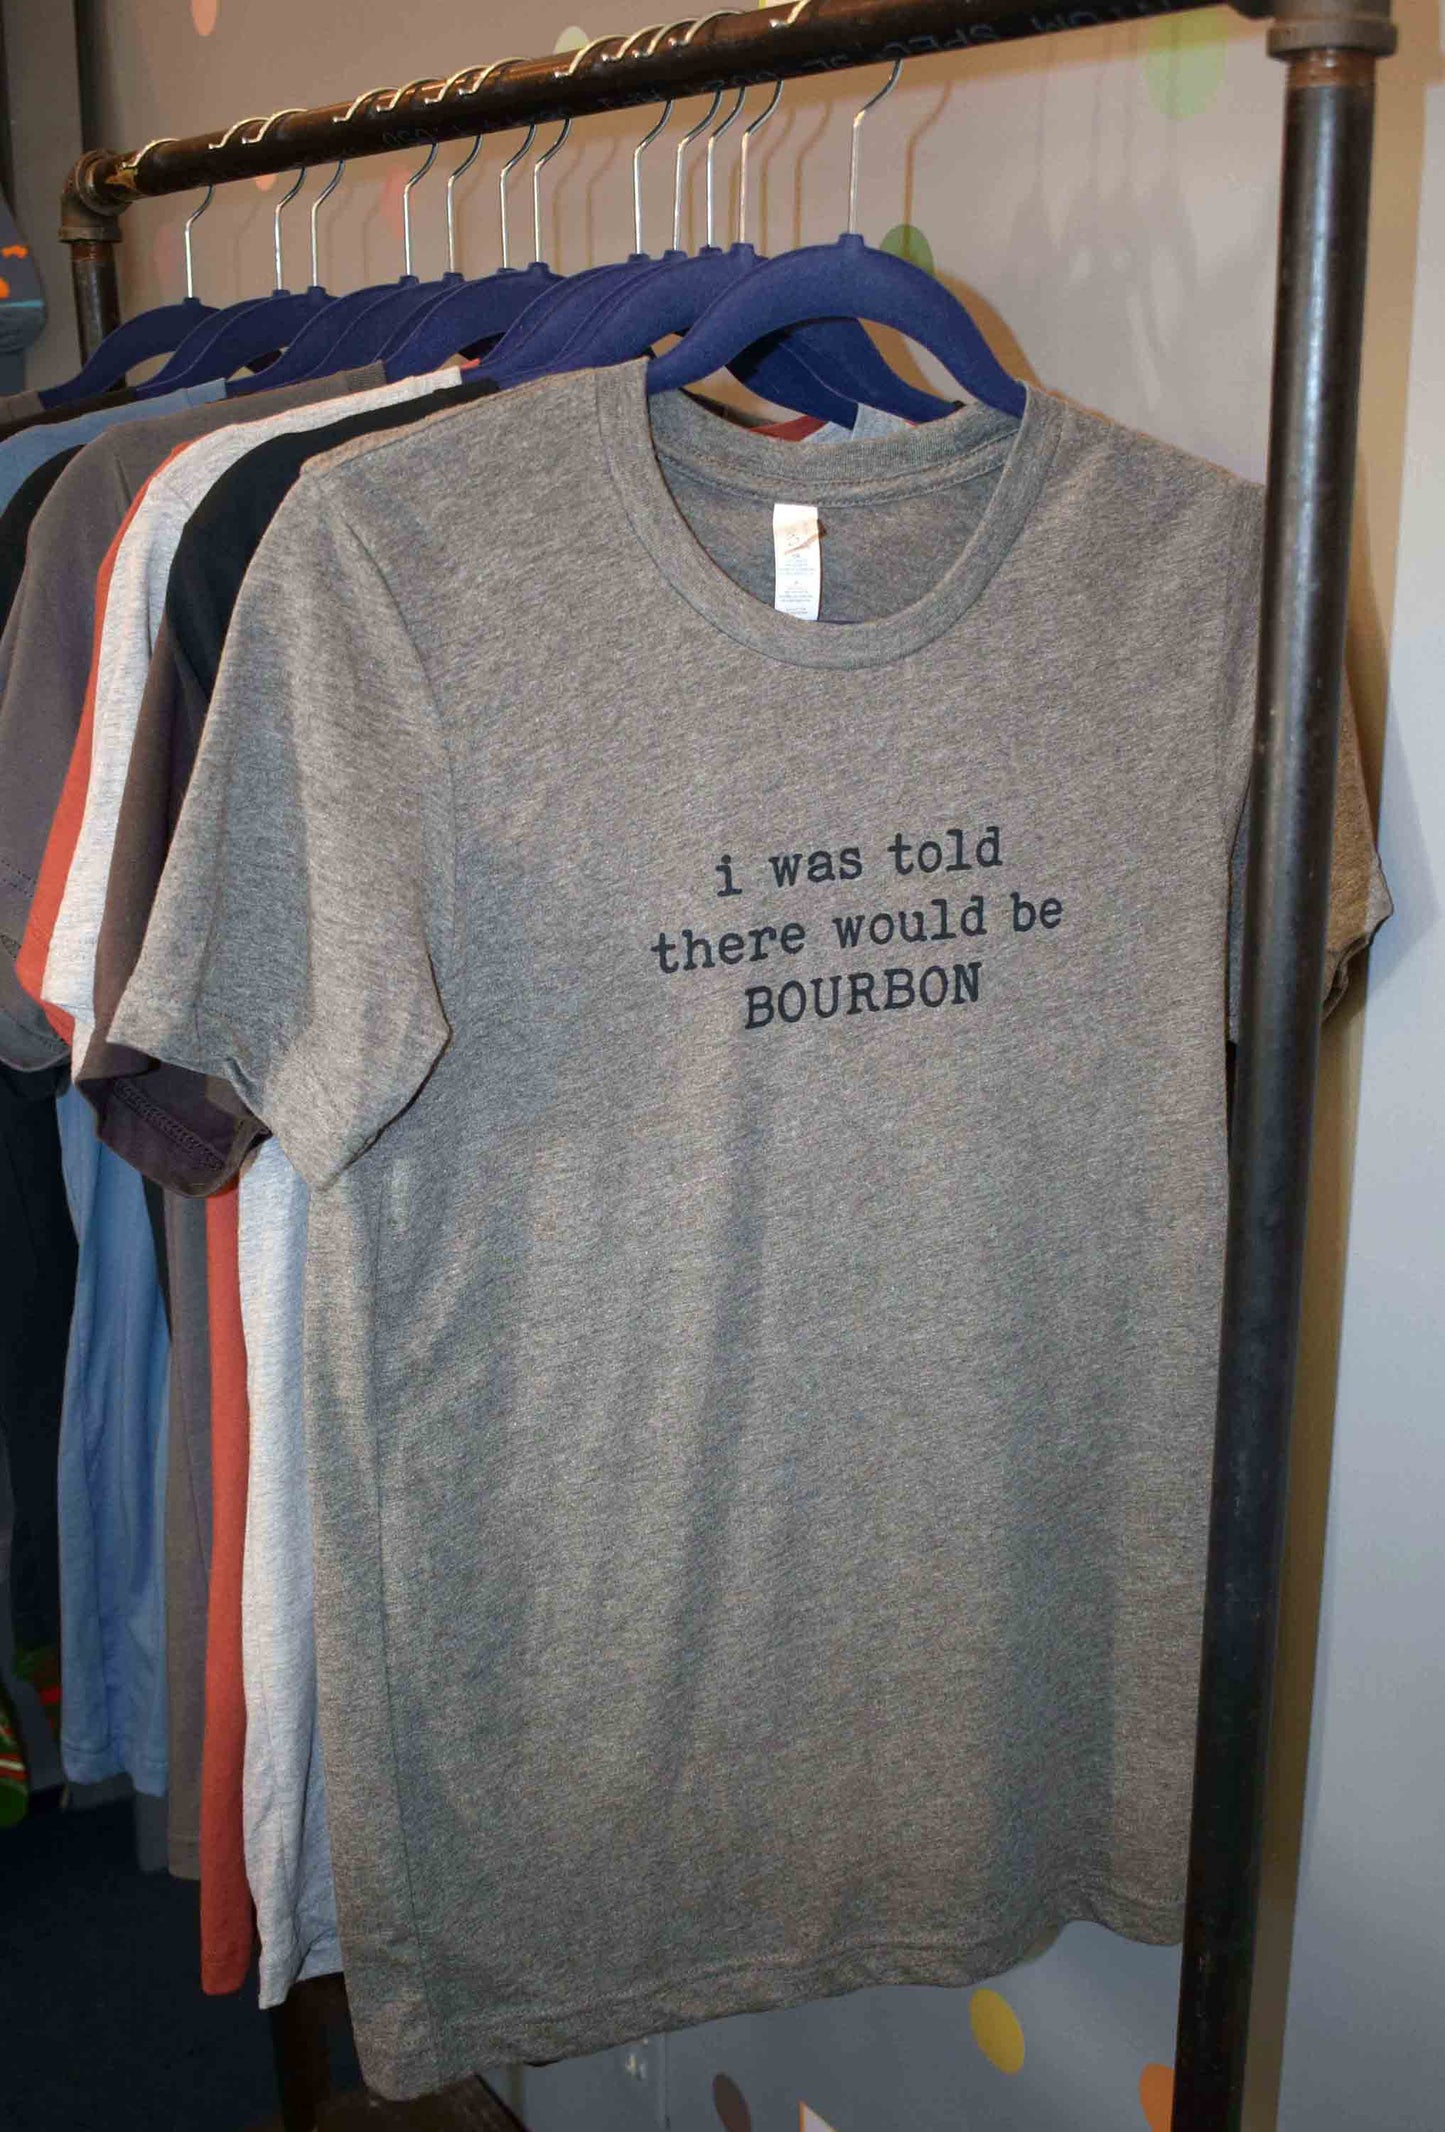 i was told
there would be
BOURBON